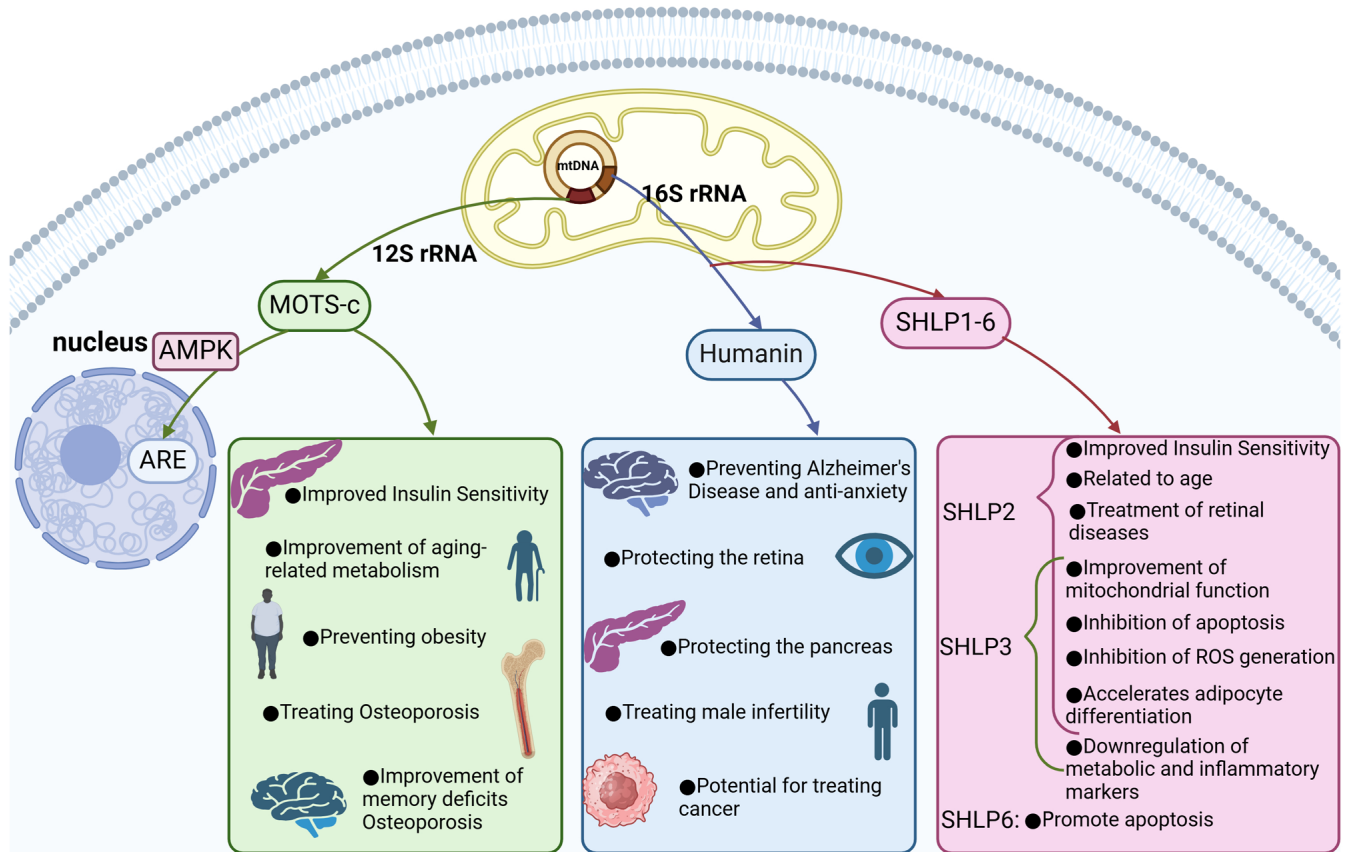 mtDNA
16S rRNA
12S rRNA
MOTS-c
SHLP1-6
nucleus
AMPK
Humanin
ARE
●Improved Insulin Sensitivity
●Improvement of aging-
related metabolism
●Preventing obesity
●Treating Osteoporosis
●Improvement of
memory deficits
Osteoporosis
●Preventing Alzheimer's
Disease and anti-anxiety
●Protecting the retina
●Protecting the pancreas
●Treating male infertility
●Potential for treating
cancer
SHLP2
●Improved Insulin Sensitivity
●Related to age
●Treatment of retinal
diseases
SHLP3
●Improvement of
mitochondrial function
●Inhibition of apoptosis
●Inhibition of ROS generation
●Accelerates adipocyte
differentiation
●Downregulation of
metabolic and inflammatory
markers
SHLP6: ●Promote apoptosis